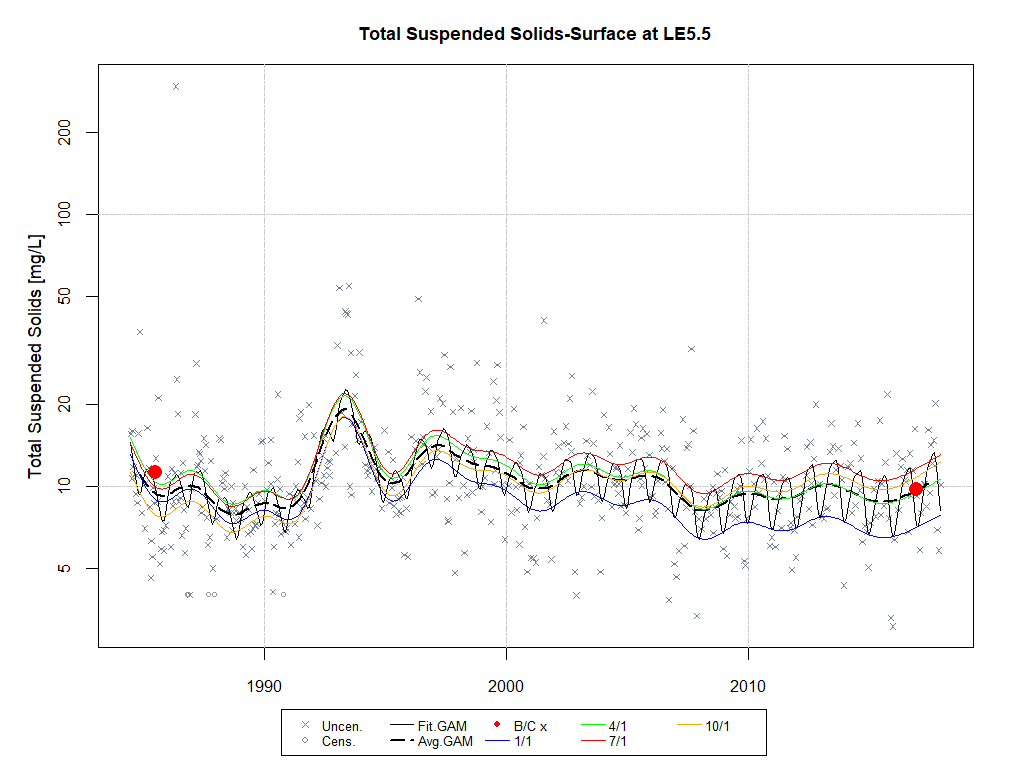 Total Suspended Solids-Surface at LE5.5
Total Suspended Solids [mg/L]
200
100
50
20
10
5
1990 2000 2010
Uncen. Fit.GAM B/C x 4/1 10/1
Cens. Avg.GAM 1/1 7/1